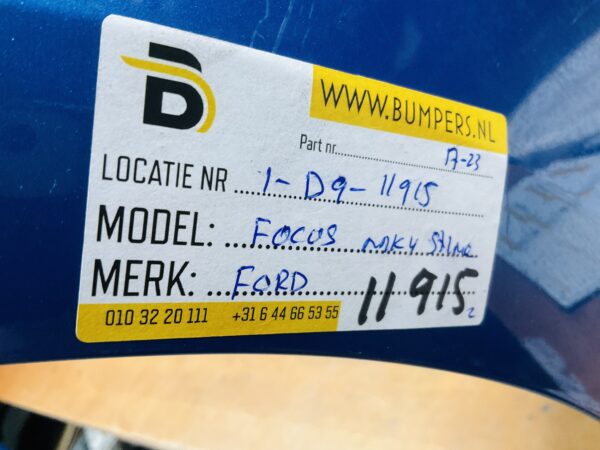 B
WWW.BUMPERS.NL
Part nr. A-23
LOCATIE NR 1-D9-11915
MODEL: FOCUS MK4
MERK: FORD
11915
010 32 20 111 +31 6 44 66 53 55